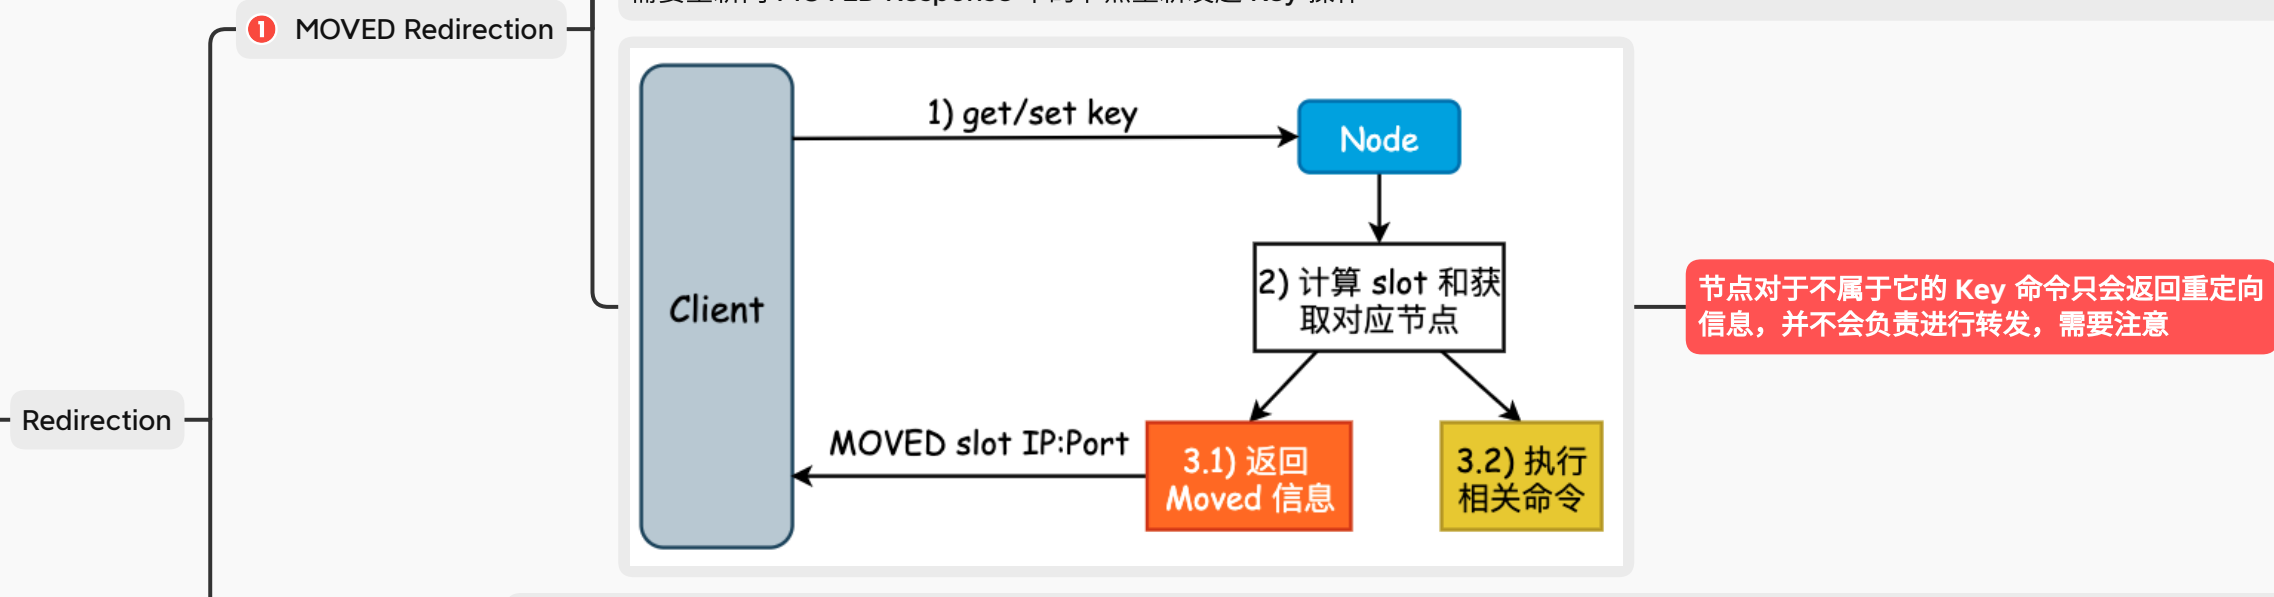 MOVED Redirection
1) get/set key
Node
2) 计算 slot 和获
取对应节点
Client
节点对于不属于它的 Key 命令只会返回重定向
信息，并不会负责进行转发，需要注意
Redirection
MOVED slot IP:Port
3.1) 返回
Moved 信息
3.2) 执行
相关命令